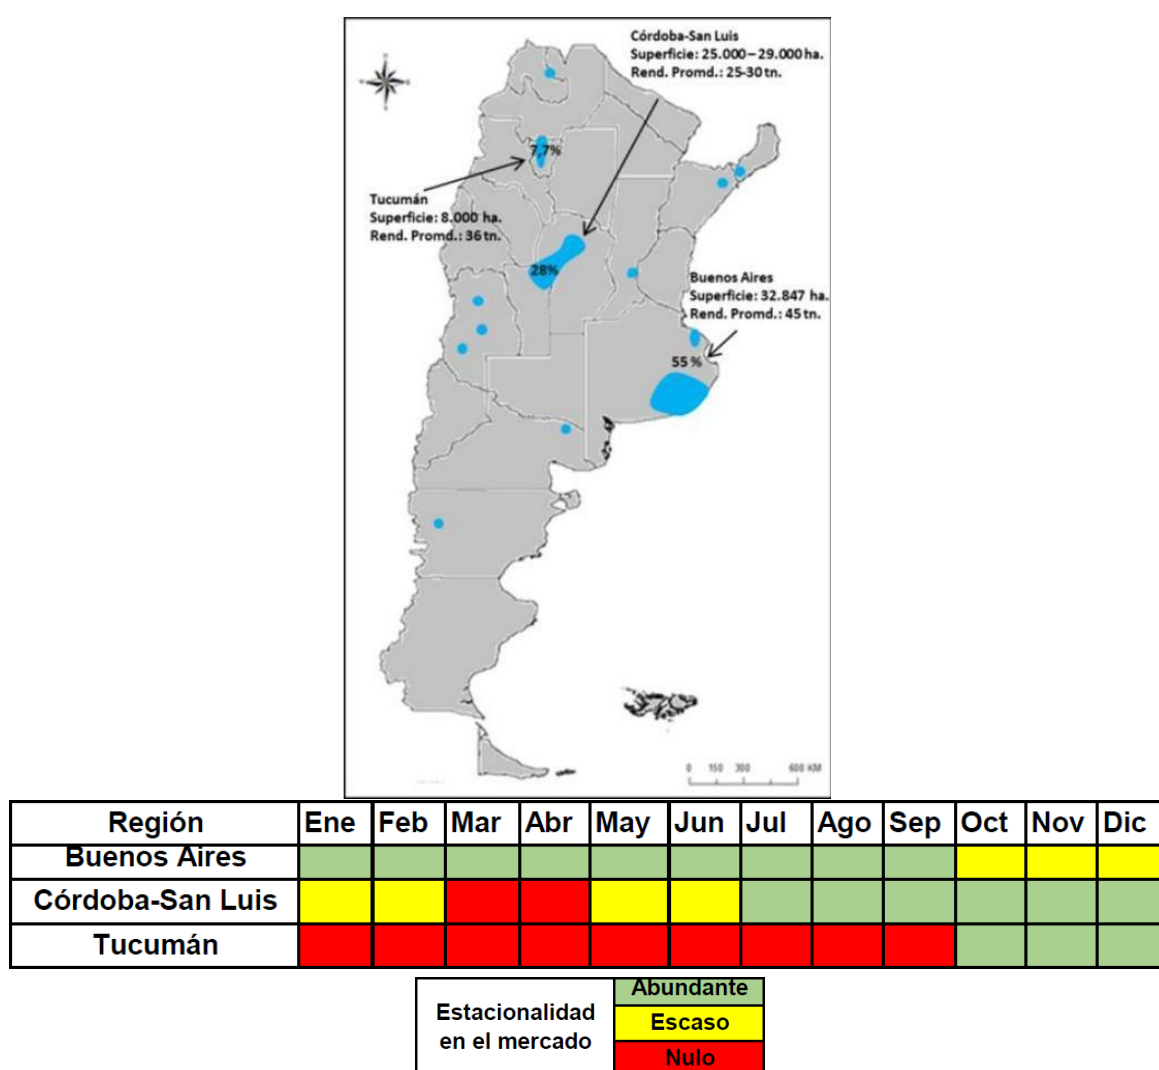 Córdoba-San Luis
Superficie: 25.000 – 29.000 ha.
Rend. Promd.: 25-30 tn.
7,7%
Tucumán
Superficie: 8.000 ha.
Rend. Promd.: 36 tn.
28%
Buenos Aires
Superficie: 32.847 ha.
Rend. Promd.: 45 tn.
55 %
0 150 300 600 KM
Región Ene Feb Mar Abr May Jun Jul Ago Sep Oct Nov Dic
Buenos Aires
Córdoba-San Luis
Tucumán
Estacionalidad
en el mercado
Abundante
Escaso
Nulo